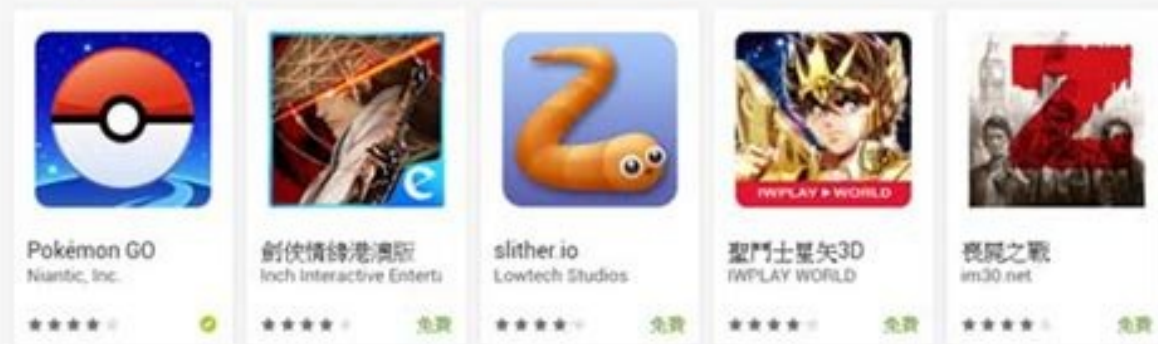 IWPLAY▶WORLD
Pokémon GO
Niantic, Inc.
劍俠情緣港澳版
Inch Interactive Enterta
免費
slither.io
Lowtech Studios
免費
聖鬥士星矢3D
IWPLAY WORLD
免費
Z
喪屍之戰
im30.net
免費